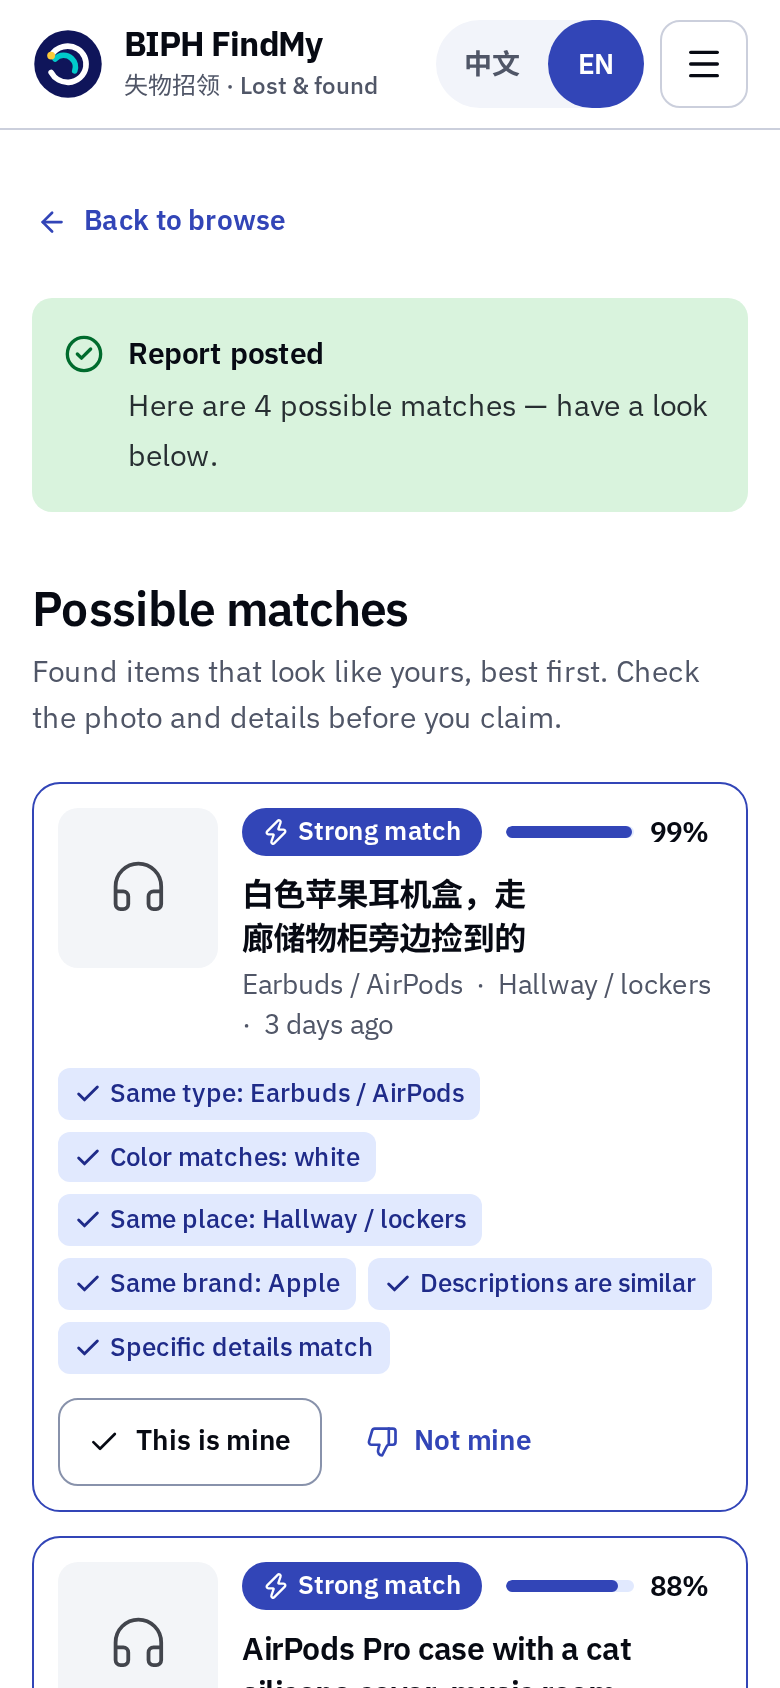 BIPH FindMy
失物招领 · Lost & found
中文
EN
Back to browse
Report posted
Here are 4 possible matches — have a look
below.
Possible matches
Found items that look like yours, best first. Check
the photo and details before you claim.
Strong match
99%
白色苹果耳机盒，走
廊储物柜旁边捡到的
Earbuds / AirPods · Hallway / lockers
· 3 days ago
Same type: Earbuds / AirPods
Color matches: white
Same place: Hallway / lockers
Same brand: Apple
Descriptions are similar
Specific details match
This is mine
Not mine
Strong match
88%
AirPods Pro case with a cat